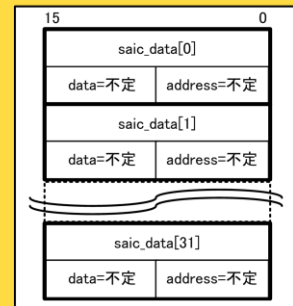 15 0
saic_data[0]
data=不定 address=不定
saic_data[1]
data=不定 address=不定
saic_data[31]
data=不定 address=不定